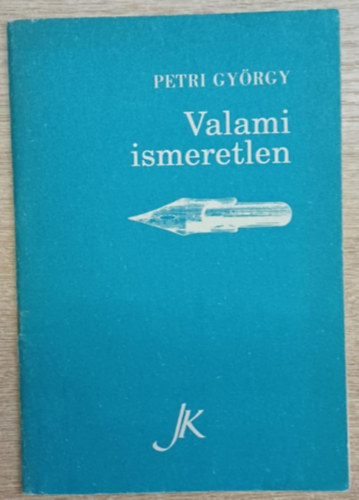 PETRI GYÖRGY
Valami
ismeretlen
JK